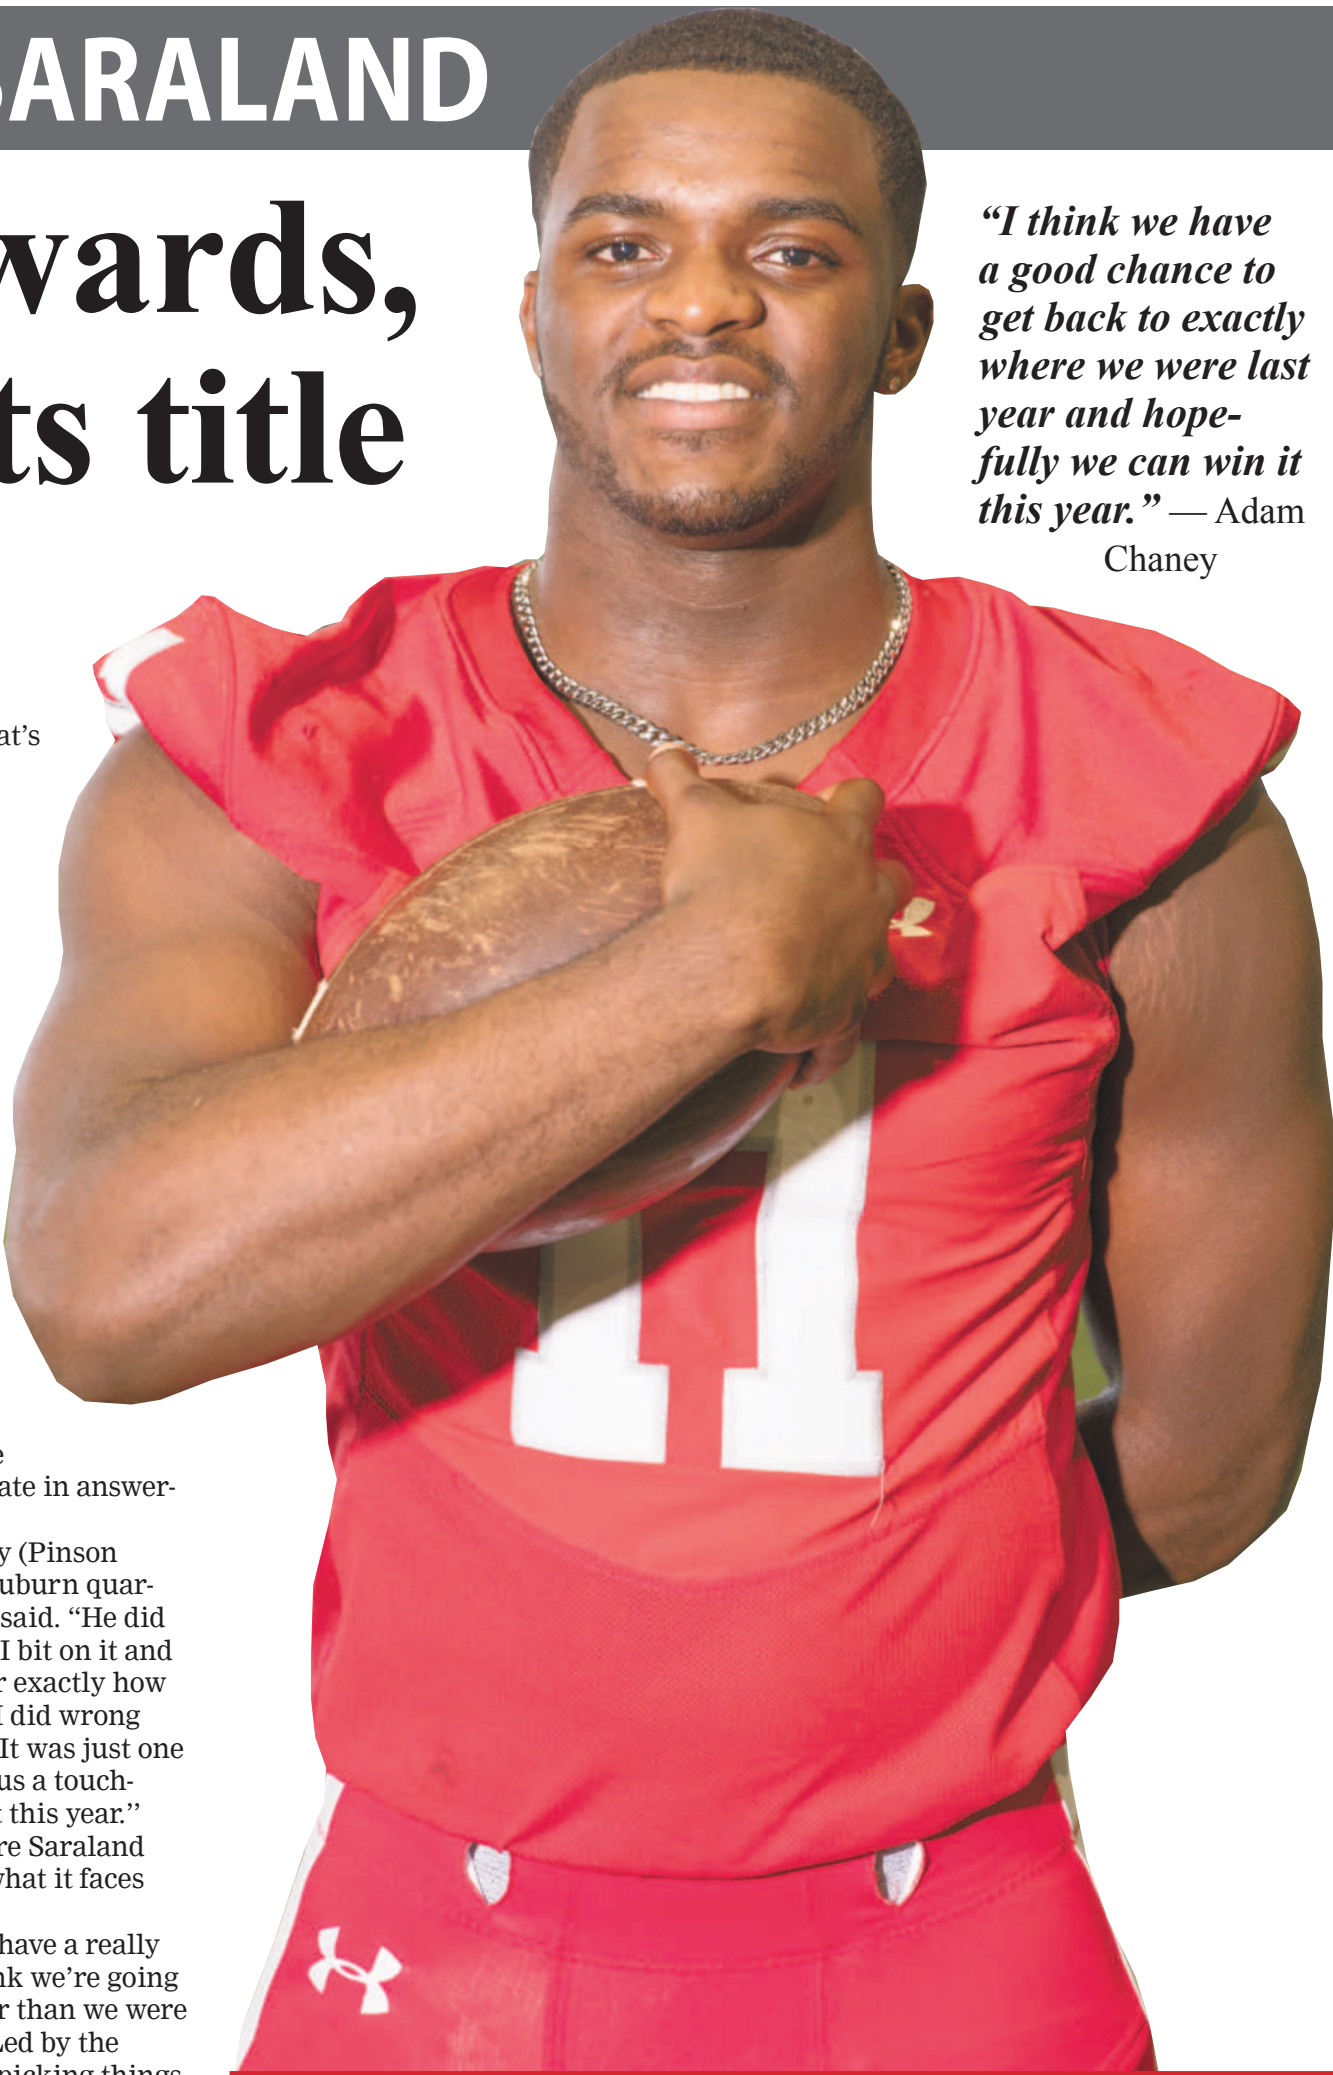 SARALAND
wards,
ts title
“I think we have
a good chance to
get back to exactly
where we were last
year and hope-
fully we can win it
this year.” — Adam
Chaney
at’s
11
e
ate in answer-
y (Pinson
uburn quar-
said. “He did
I bit on it and
r exactly how
I did wrong
It was just one
us a touch-
t this year.’’
re Saraland
what it faces
have a really
nk we’re going
r than we were
Led by the
picking things